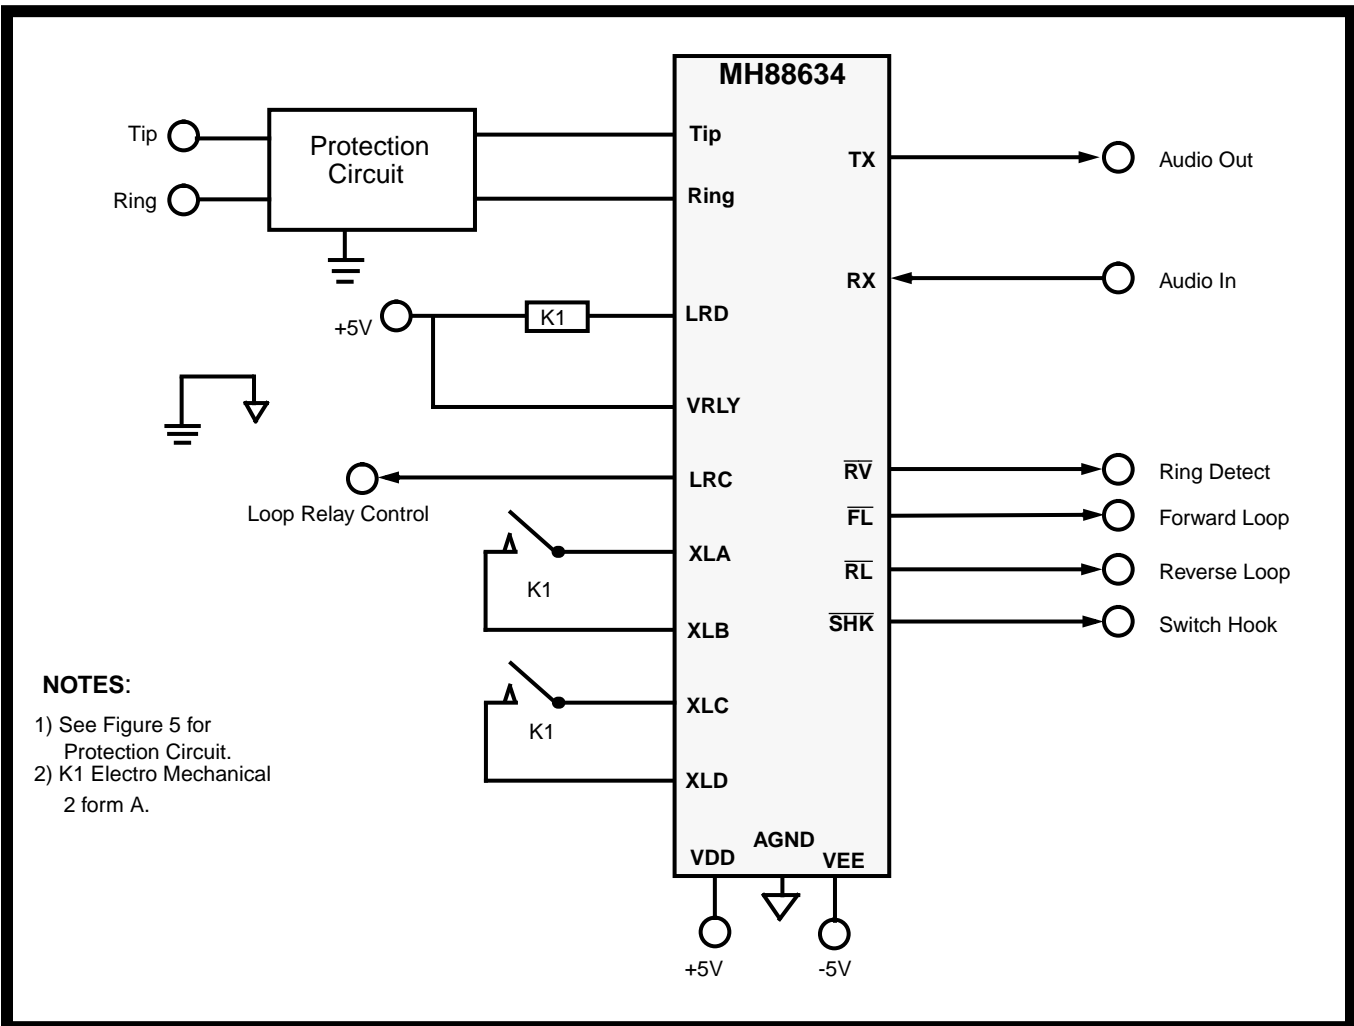 MH88634
Tip
Ring
Protection
Circuit
Tip
Ring
TX
Audio Out
RX
Audio In
+5V
K1
LRD
VRLY
LRC
Loop Relay Control
RV
Ring Detect
FL
Forward Loop
RL
Reverse Loop
SHK
Switch Hook
XLA
K1
XLB
XLC
K1
XLD
NOTES:
1) See Figure 5 for
Protection Circuit.
2) K1 Electro Mechanical
2 form A.
VDD
AGND
VEE
+5V
-5V